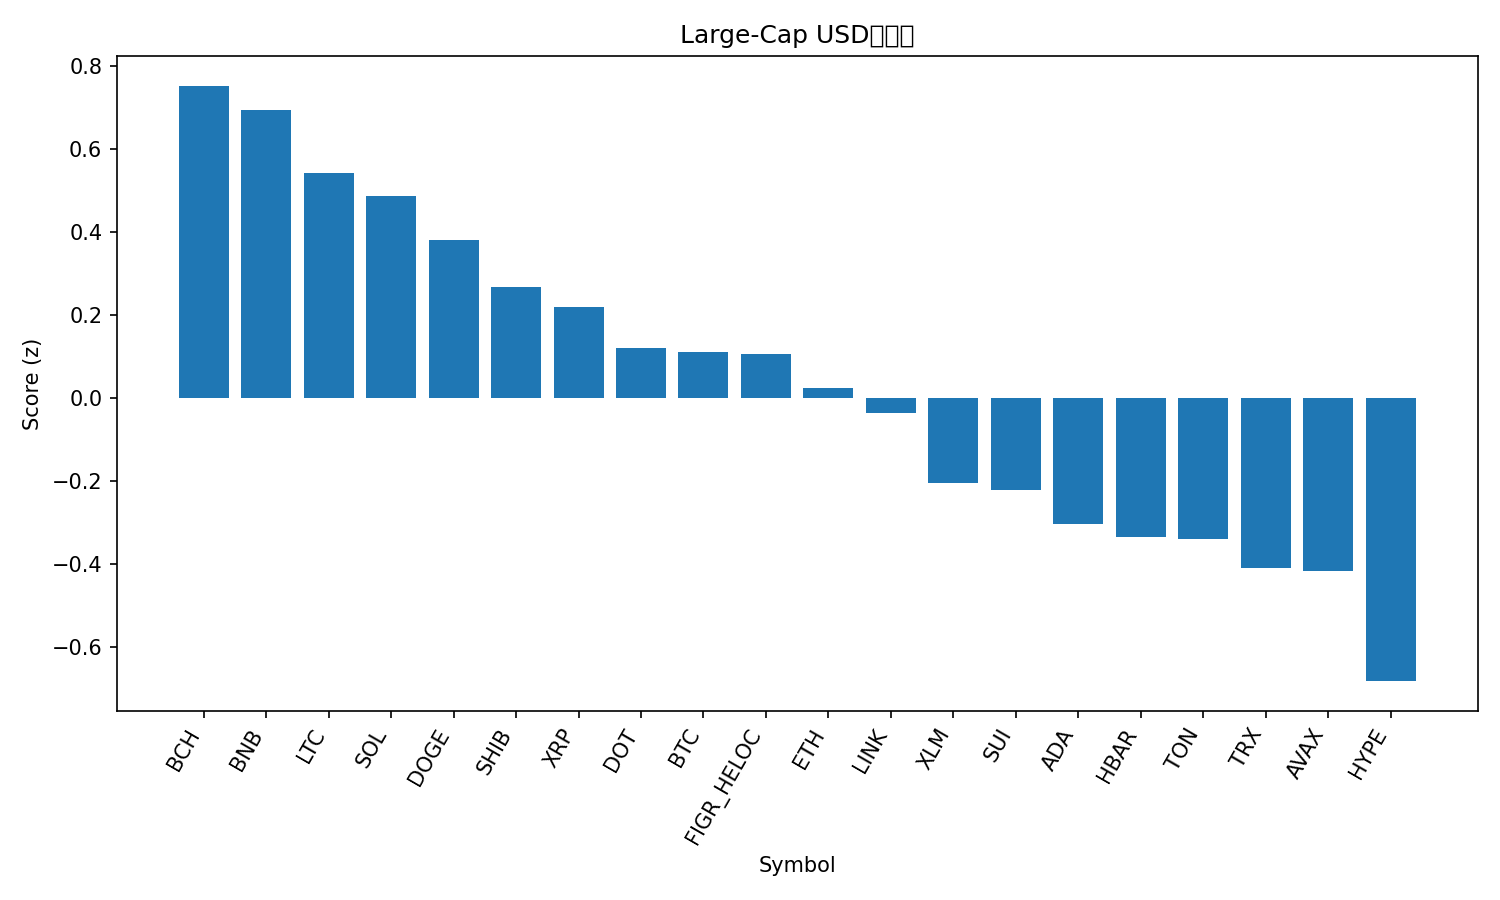 Large-Cap USD
Score (z)
0.8
0.6
0.4
0.2
0.0
−0.2
−0.4
−0.6
BCH
BNB
LTC
SOL
DOGE
SHIB
XRP
DOT
BTC
FIGR_HELOC
ETH
LINK
XLM
SUI
ADA
HBAR
TON
TRX
AVAX
HYPE
Symbol